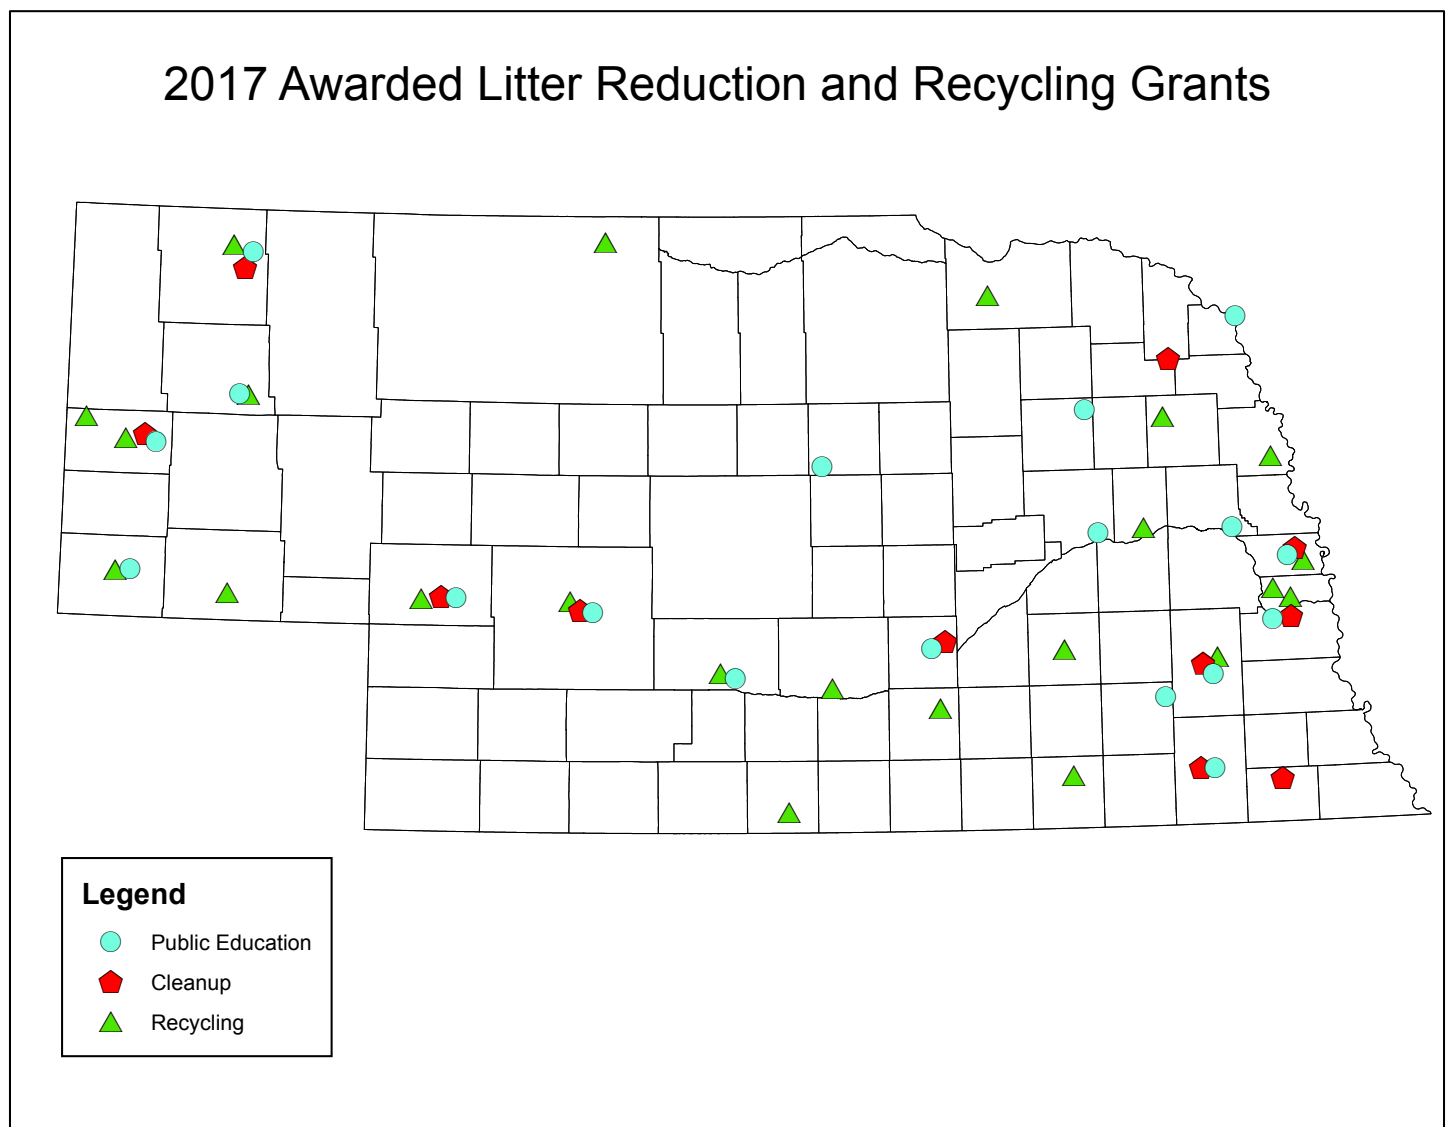 2017 Awarded Litter Reduction and Recycling Grants
Legend
Public Education
Cleanup
Recycling